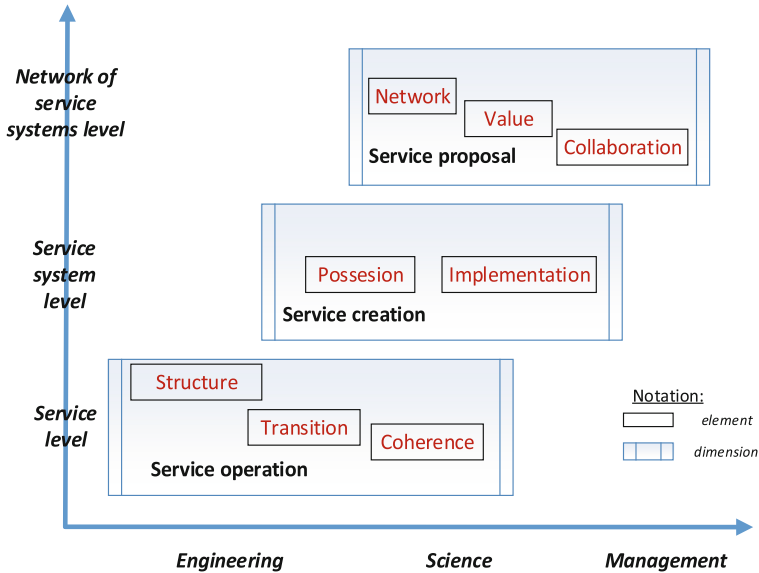 Network of
service
systems level
Network
Value
Collaboration
Service proposal
Service
system
level
Possesion
Implementation
Service creation
Structure
Service
level
Transition
Coherence
Service operation
Notation:
element
dimension
Engineering
Science
Management